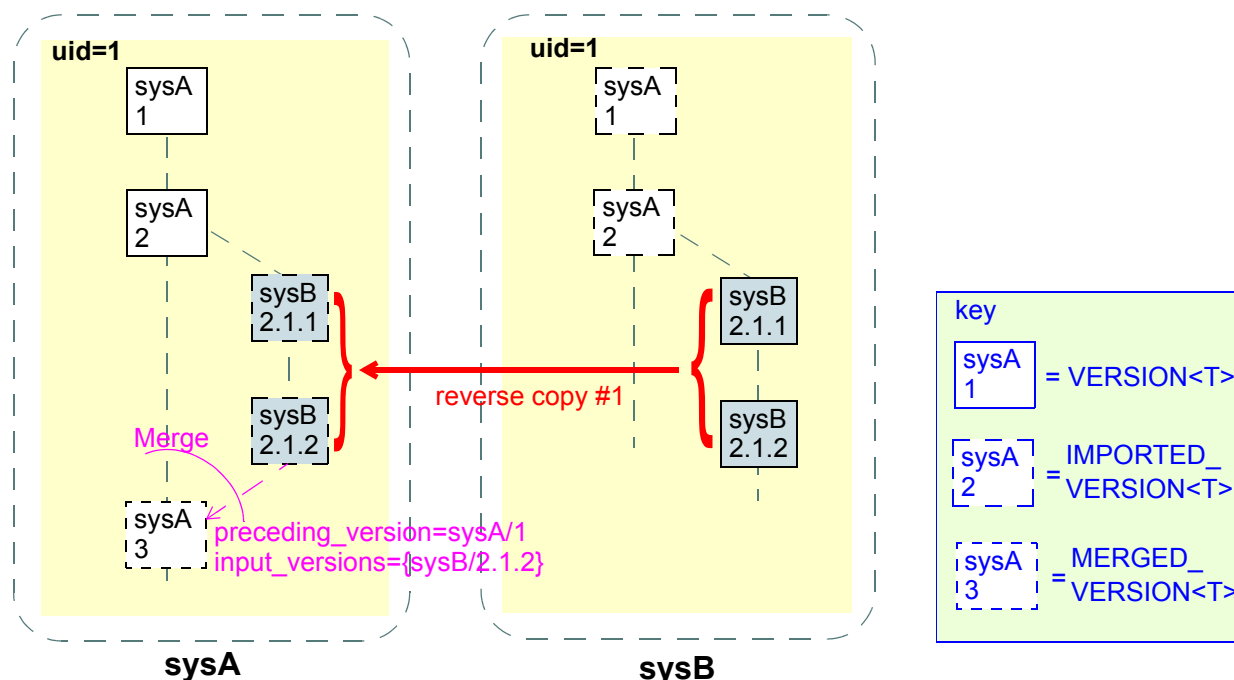 uid=1
sysA
1
sysA
2
sysB
2.1.1
sysB
2.1.2
Merge
sysA
3
preceding_version=sysA/1
input_versions={sysB/2.1.2}
sysA
reverse copy #1
uid=1
sysA
1
sysA
2
sysB
2.1.1
sysB
2.1.2
sysB
key
sysA
1
= VERSION<T>
sysA
2
= IMPORTED_
VERSION<T>
sysA
3
= MERGED_
VERSION<T>